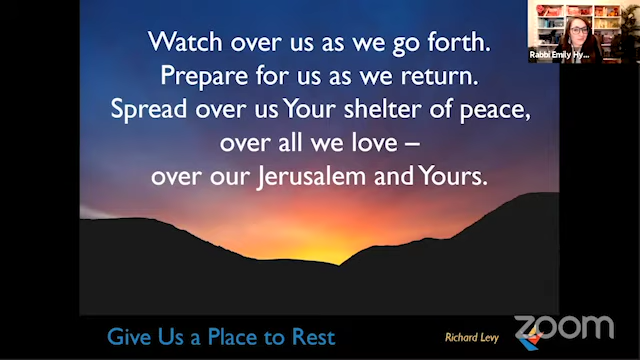 Watch over us as we go forth.
Prepare for us as we return.
Spread over us Your shelter of peace,
over all we love –
over our Jerusalem and Yours.
Rabbi Emily Hy...
Give Us a Place to Rest
Richard Levy
zoom